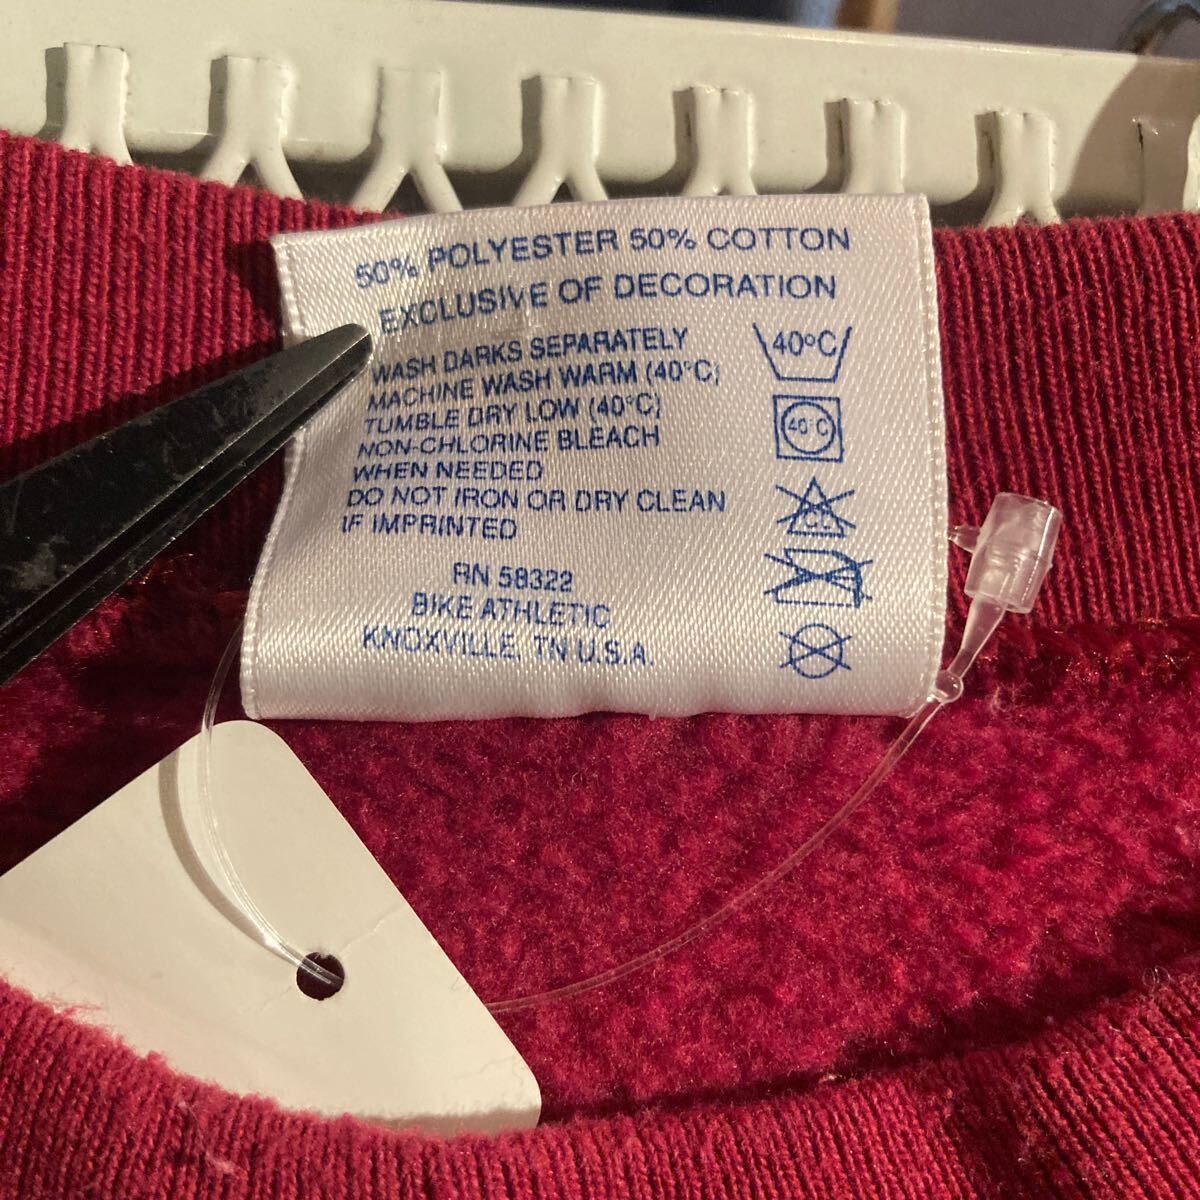 50% POLYESTER 50% COTTON
EXCLUSIVE OF DECORATION
WASH DARKS SEPARATELY
MACHINE WASH WARM (40°C)
TUMBLE DRY LOW (40°C)
NON-CHLORINE BLEACH
WHEN NEEDED
DO NOT IRON OR DRY CLEAN
IF IMPRINTED
RN 58322
BIKE ATHLETIC
KNOXVILLE, TN U.S.A.
40°C
40°C
CL